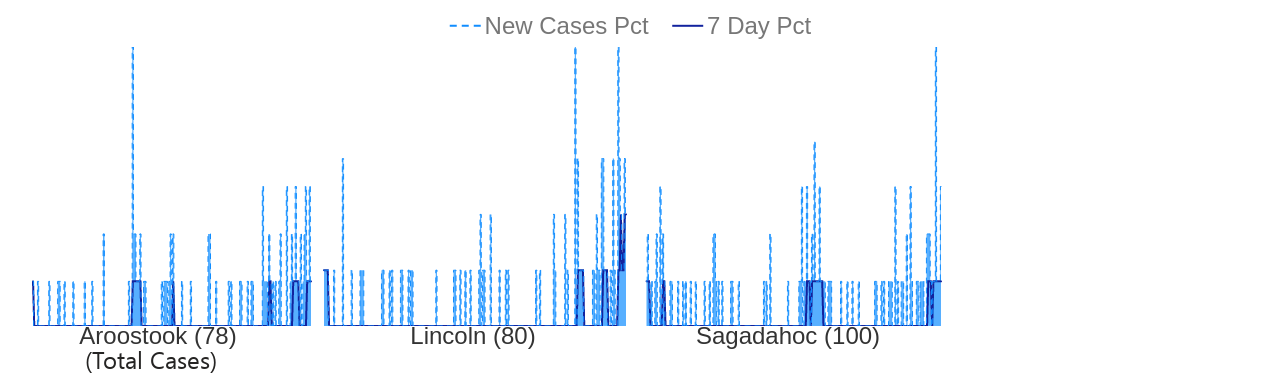 New Cases Pct 7 Day Pct
Aroostook (78) Lincoln (80) Sagadahoc (100)
(Total Cases)